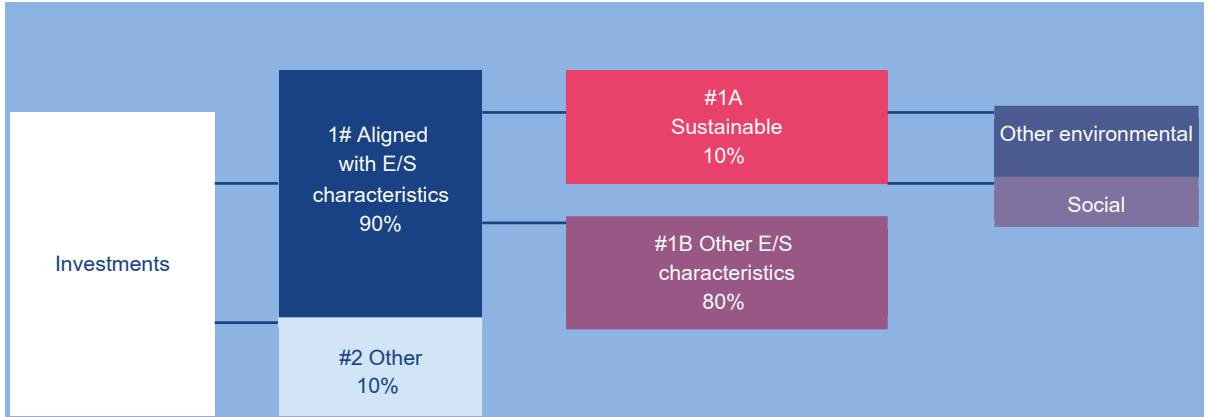 Investments
1# Aligned
with E/S
characteristics
90%
#2 Other
10%
#1A
Sustainable
10%
#1B Other E/S
characteristics
80%
Other environmental
Social